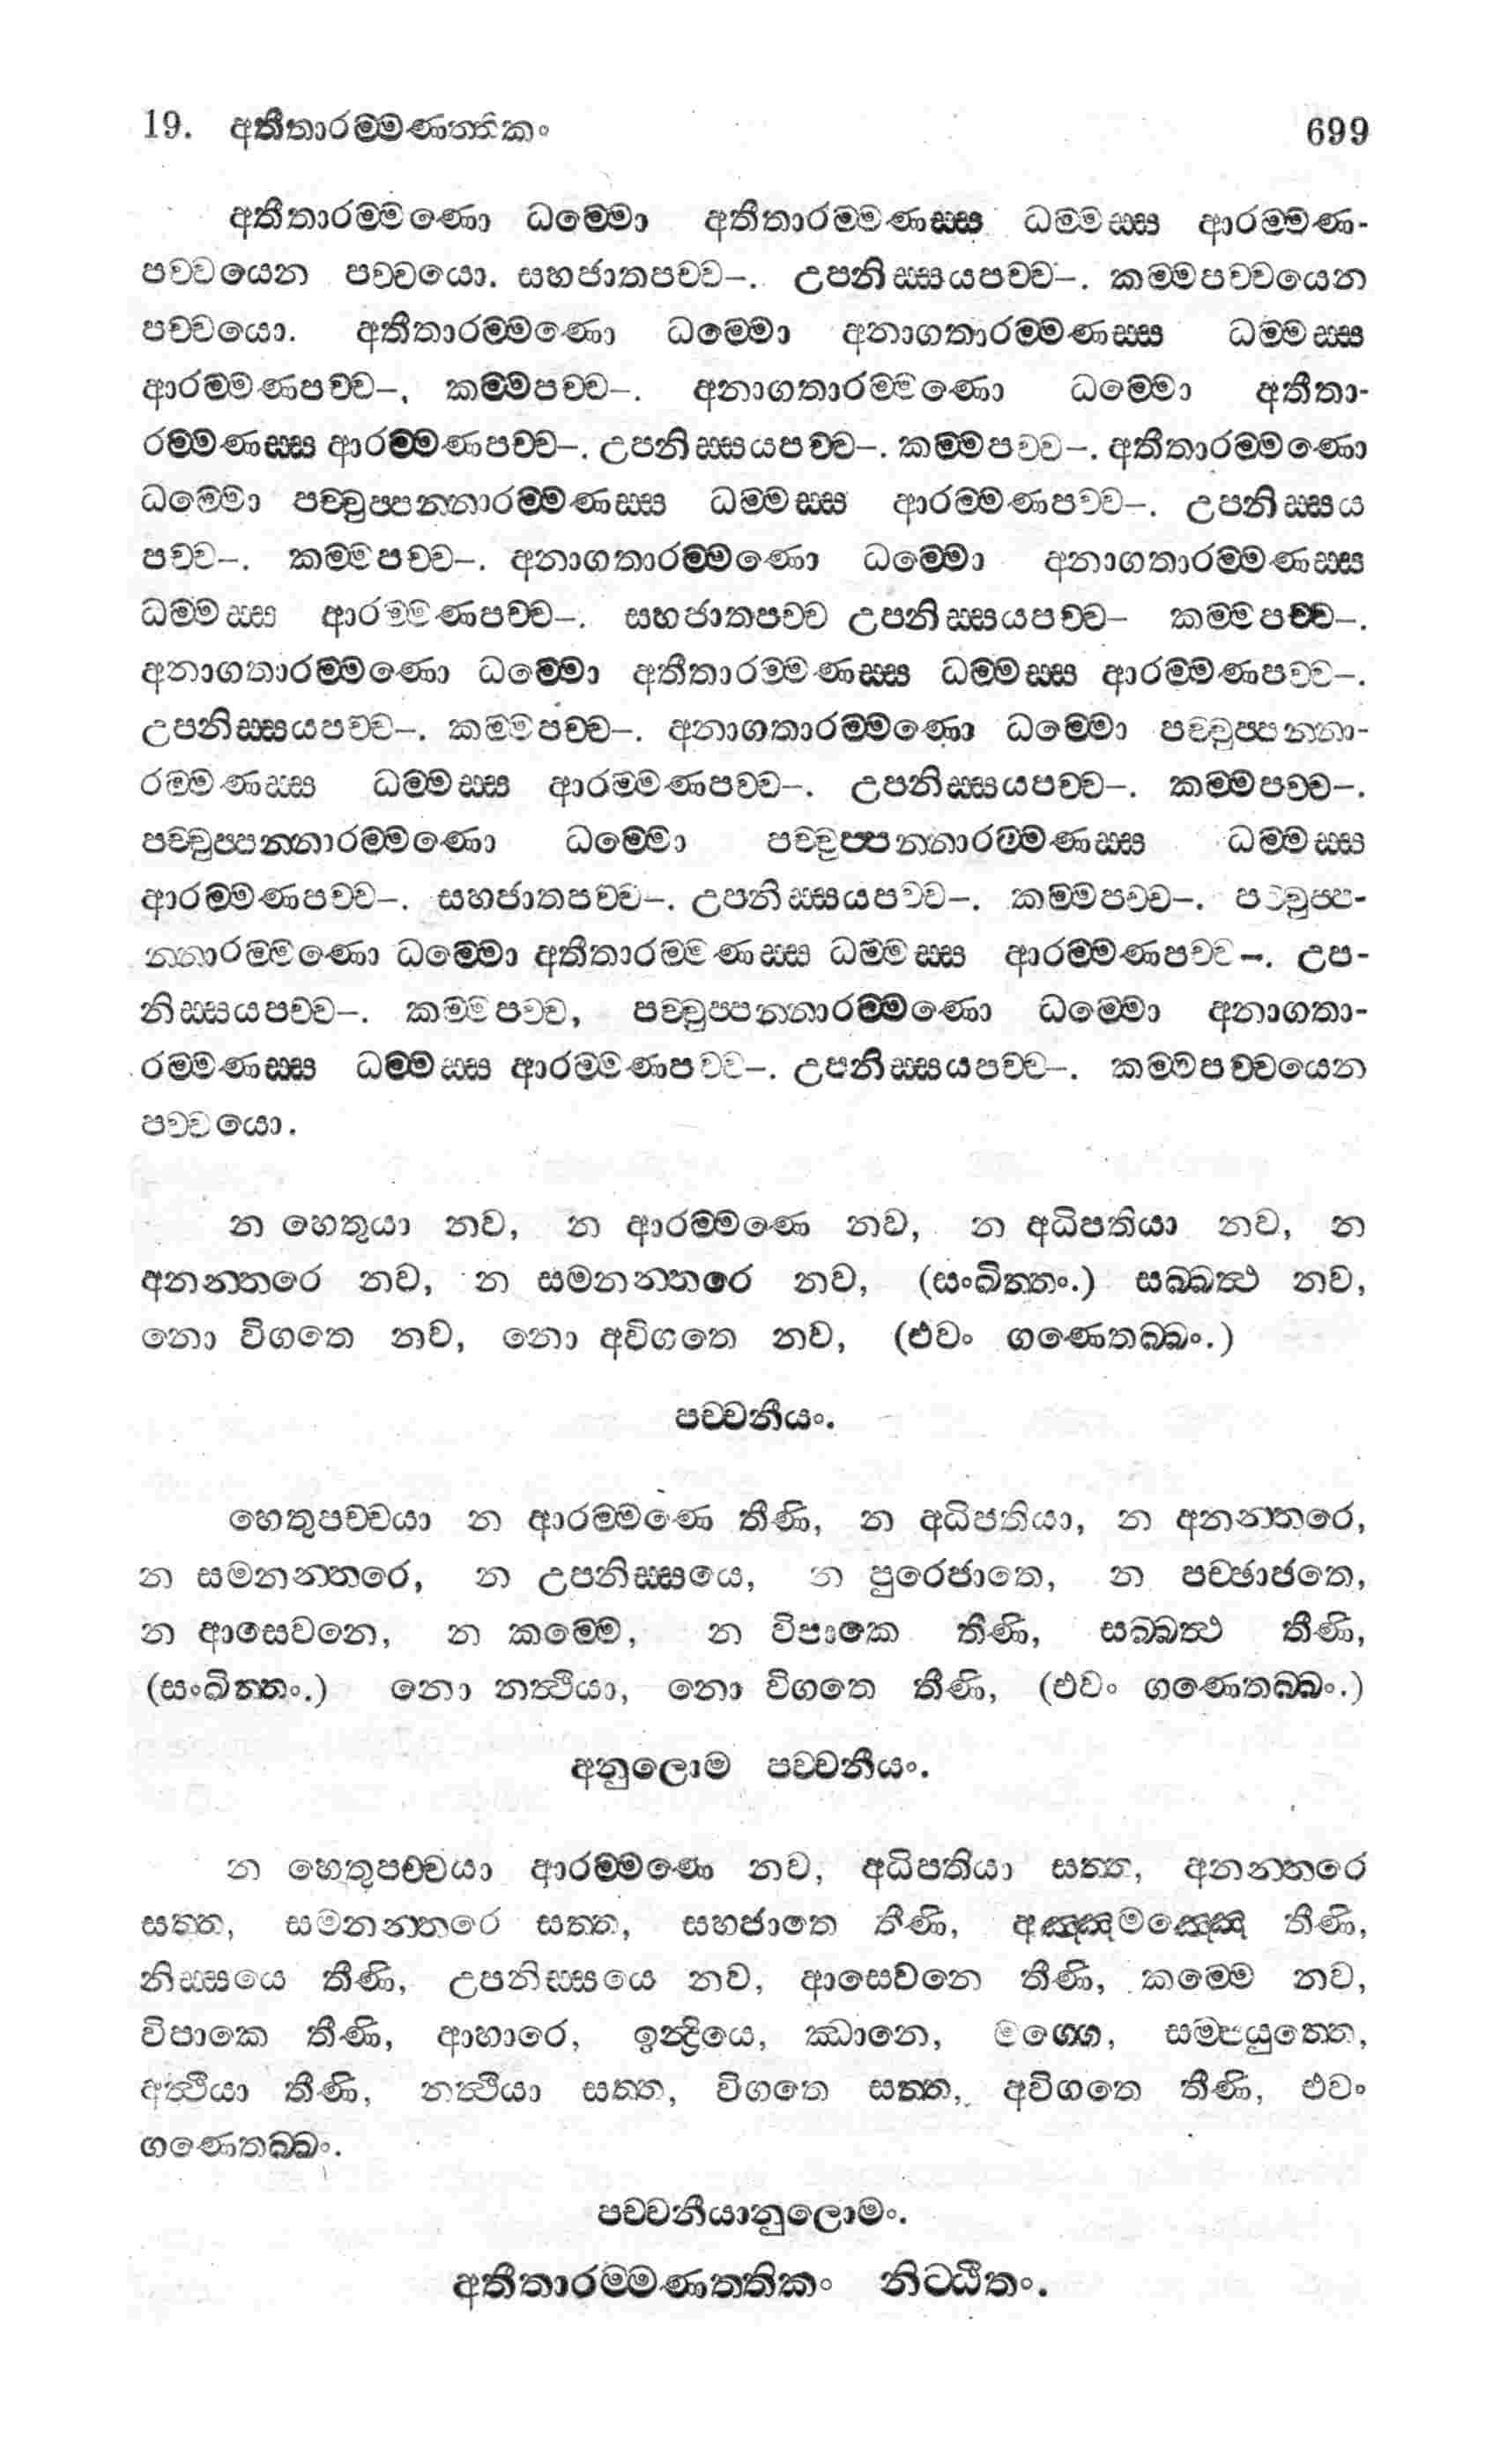 19. අතීතාරම්මණත්තිකං 699
අතීතාරම්මණො ධම්මො අතීතාරම්මණස්ස ධම්මස්ස ආරම්මණ-
පච්චයෙන පච්චයො. සහජාතපච්ච–. උපනිස්සයපච්ච–. කම්මපච්චයෙන
පච්චයො. අතීතාරම්මණො ධම්මො අනාගතාරම්මණස්ස ධම්මස්ස
ආරම්මණපච්ච–, කම්මපච්ච–. අනාගතාරම්මණො ධම්මො අතීතා-
රම්මණස්ස ආරම්මණපච්ච–. උපනිස්සයපච්ච–. කම්මපච්ච–. අතීතාරම්මණො
ධම්මො පච්චුප්පන්නාරම්මණස්ස ධම්මස්ස ආරම්මණපච්ච–. උපනිස්සය
පච්ච–. කම්මපච්ච–. අනාගතාරම්මණො ධම්මො අනාගතාරම්මණස්ස
ධම්මස්ස ආරම්මණපච්ච–. සහජාතපච්ච උපනිස්සයපච්ච– කම්මපච්ච–.
අනාගතාරම්මණො ධම්මො අතීතාරම්මණස්ස ධම්මස්ස ආරම්මණපච්ච–.
උපනිස්සයපච්ච–. කම්මපච්ච–. අනාගතාරම්මණො ධම්මො පච්චුප්පන්නා-
රම්මණස්ස ධම්මස්ස ආරම්මණපච්ච–. උපනිස්සයපච්ච–. කම්මපච්ච–.
පච්චුප්පන්නාරම්මණො ධම්මො පච්චුප්පන්නාරම්මණස්ස ධම්මස්ස
ආරම්මණපච්ච–. සහජාතපච්ච–. උපනිස්සයපච්ච–. කම්මපච්ච–. පච්චුප්ප-
න්නාරම්මණො ධම්මො අතීතාරම්මණස්ස ධම්මස්ස ආරම්මණපච්ච–. උප-
නිස්සයපච්ච–. කම්මපච්ච, පච්චුප්පන්නාරම්මණො ධම්මො අනාගතා-
රම්මණස්ස ධම්මස්ස ආරම්මණපච්ච–. උපනිස්සයපච්ච–. කම්මපච්චයෙන
පච්චයො.
න හෙතුයා නව, න ආරම්මණෙ නව, න අධිපතියා නව, න
අනන්තරෙ නව, න සමනන්තරෙ නව, (සංඛිත්තං.) සබ්බත්ථ නව,
නො විගතෙ නව, නො අවිගතෙ නව, (එවං ගණෙතබ්බං.)
පච්චනීයං.
හෙතුපච්චයා න ආරම්මණෙ තීණි, න අධිපතියා, න අනන්තරෙ,
න සමනන්තරෙ, න උපනිස්සයෙ, න පුරෙජාතෙ, න පච්ඡාජතෙ,
න ආසෙවනෙ, න කම්මෙ, න විපාකෙ තීණි, සබ්බත්ථ තීණි,
(සංඛිත්තං.) නො නත්ථියා, නො විගතෙ තීණි, (එවං ගණෙතබ්බං.)
අනුලොම පච්චනීයං.
න හෙතුපච්චයා ආරම්මණෙ නව, අධිපතියා සත්ත, අනන්තරෙ
සත්ත, සමනන්තරෙ සත්ත, සහජාතෙ තීණි, අඤ්ඤමඤ්ඤෙ තීණි,
නිස්සයෙ තීණි, උපනිස්සයෙ නව, ආසෙවනෙ තීණි, කම්මෙ නව,
විපාකෙ තීණි, ආහාරෙ, ඉන්ද්‍රියෙ, ඣානෙ, මග්ගෙ, සම්පයුත්තෙ,
අත්ථියා තීණි, නත්ථියා සත්ත, විගතෙ සත්ත, අවිගතෙ තීණි, එවං
ගණෙතබ්බං.
පච්චනීයානුලොමං.
අතීතාරම්මණත්තිකං නිට්ඨිතං.